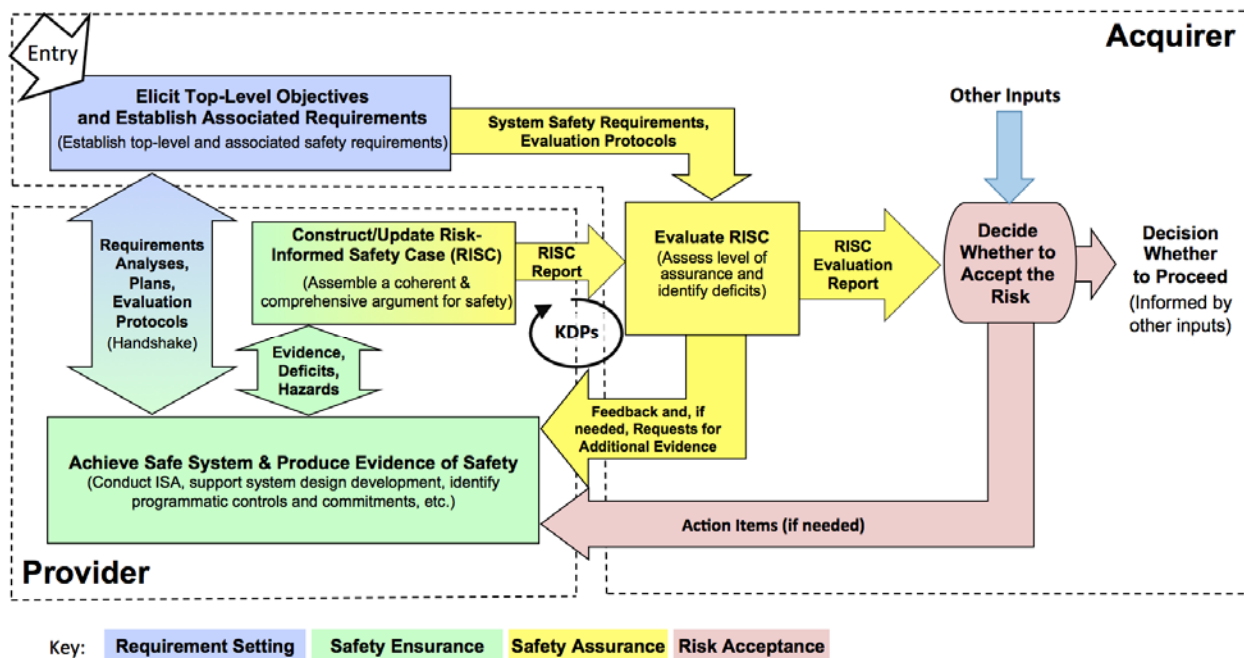 Entry
Acquirer
Elicit Top-Level Objectives
and Establish Associated Requirements
(Establish top-level and associated safety requirements)
System Safety Requirements,
Evaluation Protocols
Other Inputs
Requirements
Analyses,
Plans,
Evaluation
Protocols
(Handshake)
Construct/Update Risk-
Informed Safety Case (RISC)
(Assemble a coherent &
comprehensive argument for safety)
RISC
Report
Evaluate RISC
(Assess level of
assurance and
identify deficits)
RISC
Evaluation
Report
Decide
Whether to
Accept the
Risk
Decision
Whether
to Proceed
(Informed by
other inputs)
KDPs
Evidence,
Deficits,
Hazards
Feedback and, if
needed, Requests for
Additional Evidence
Achieve Safe System & Produce Evidence of Safety
(Conduct ISA, support system design development, identify
programmatic controls and commitments, etc.)
Action Items (if needed)
Provider
Key:
Requirement Setting
Safety Ensurance
Safety Assurance
Risk Acceptance